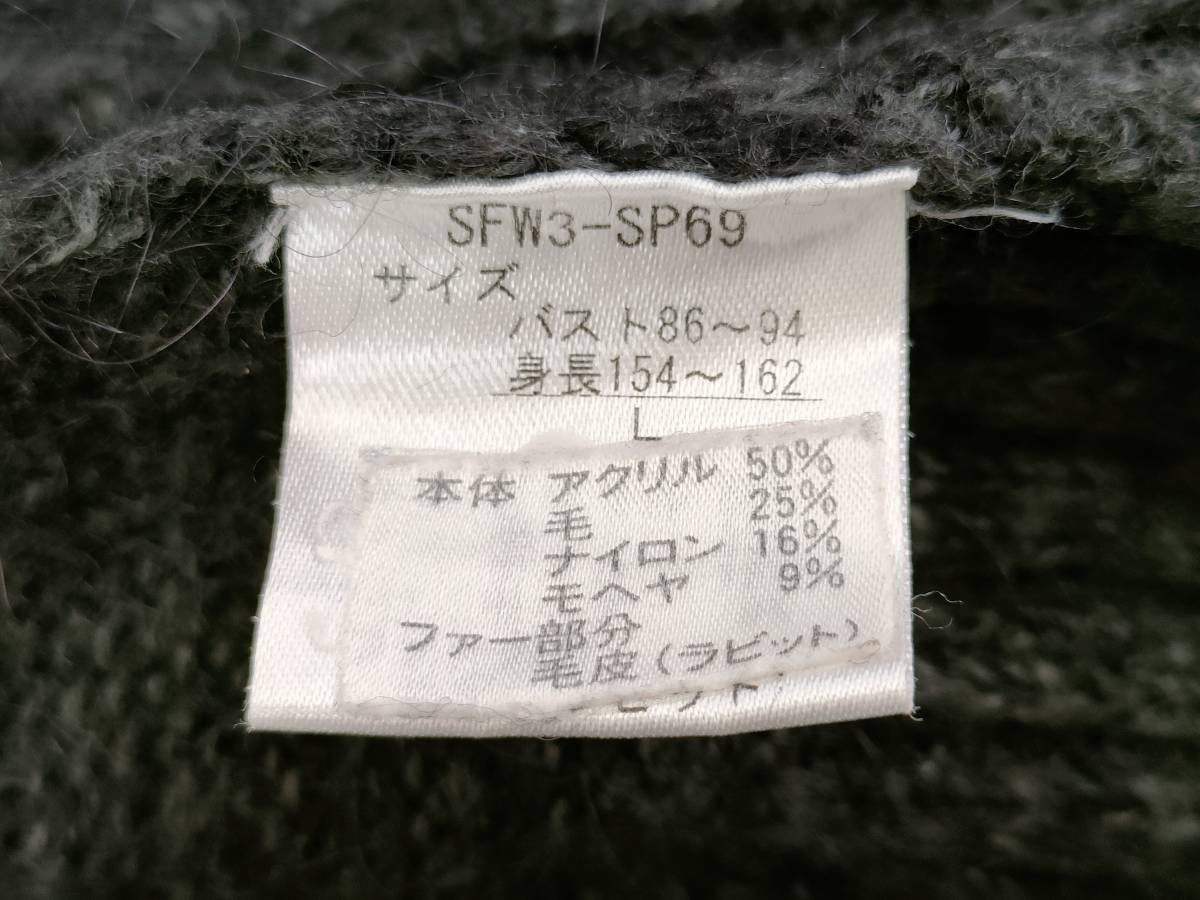 SFW3-SP69
サイズ
バスト86～94
身長154～162
L
本体 アクリル 50%
毛 25%
ナイロン 16%
モヘヤ 9%
ファー部分
毛皮(ラビット)